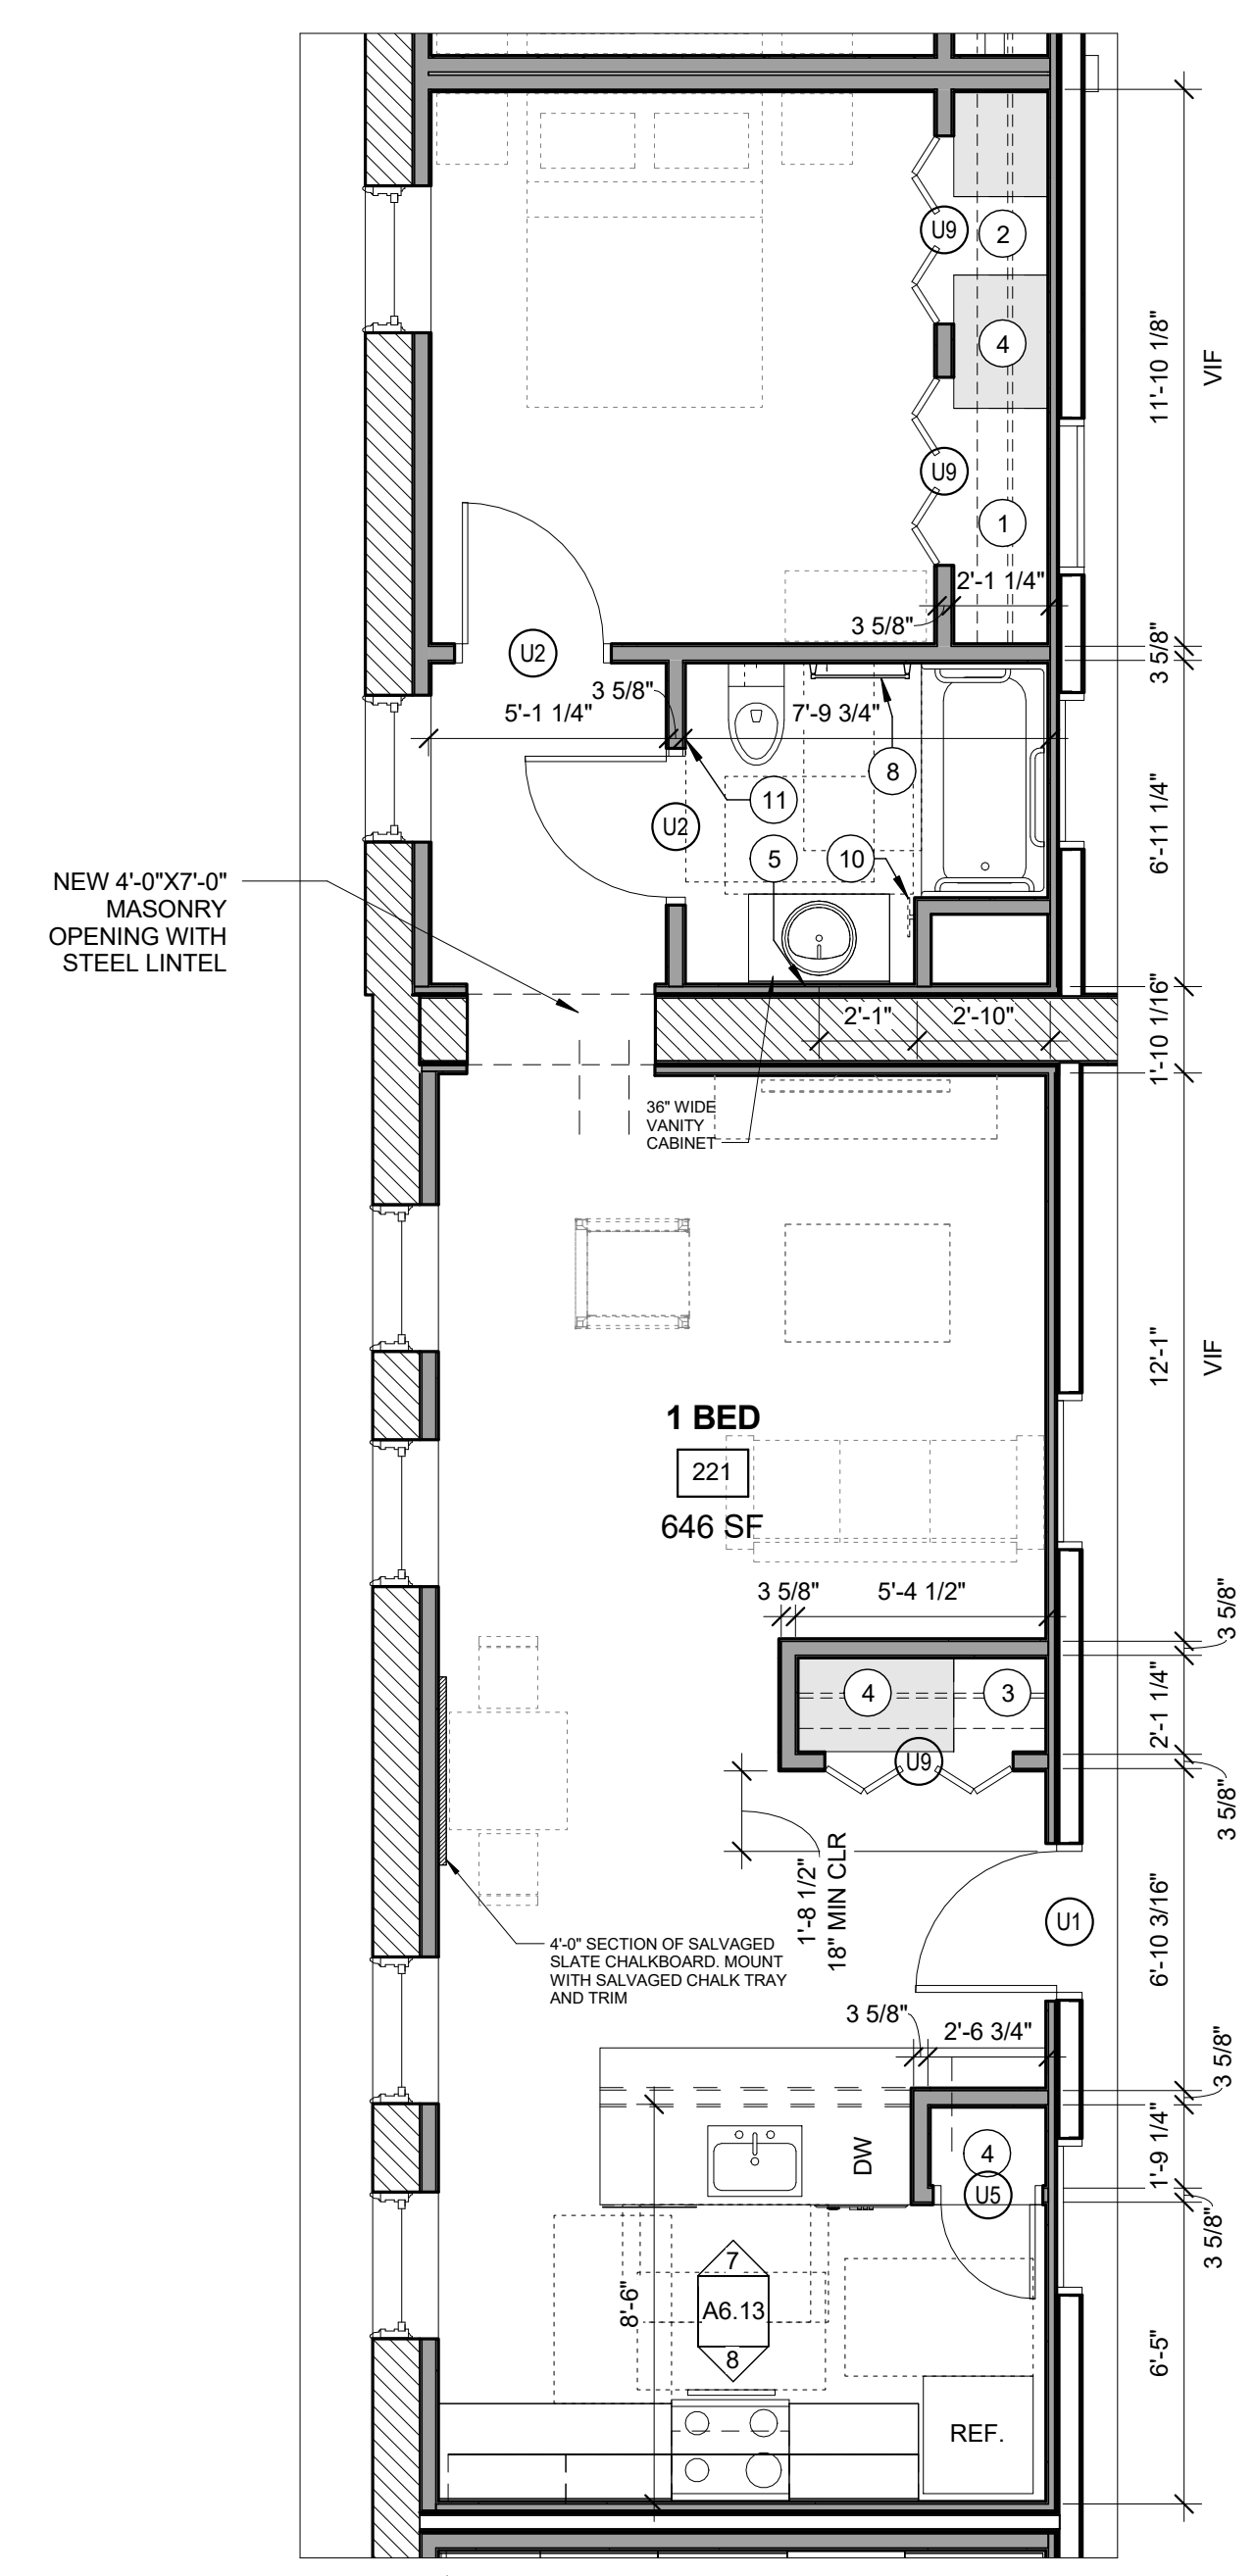 U9
2
11'-10 1/8"
VIF
4
U9
1
2'-1 1/4"
3 5/8"
3 5/8"
U2
3 5/8"
5'-1 1/4"
7'-9 3/4"
8
11
U2
5
10
6'-11 1/4"
NEW 4'-0"X7'-0"
MASONRY
OPENING WITH
STEEL LINTEL
2'-1"
2'-10"
1'-10 1/16"
36" WIDE
VANITY
CABINET
12'-1"
VIF
1 BED
221
646 SF
3 5/8"
5'-4 1/2"
3 5/8"
4
3
2'-1 1/4"
U9
3 5/8"
1'-8 1/2"
18" MIN CLR
U1
6'-10 3/16"
4'-0" SECTION OF SALVAGED
SLATE CHALKBOARD. MOUNT
WITH SALVAGED CHALK TRAY
AND TRIM
3 5/8"
2'-6 3/4"
3 5/8"
DW
4
1'-9 1/4"
U5
3 5/8"
7
A6.13
8
8'-6"
6'-5"
REF.